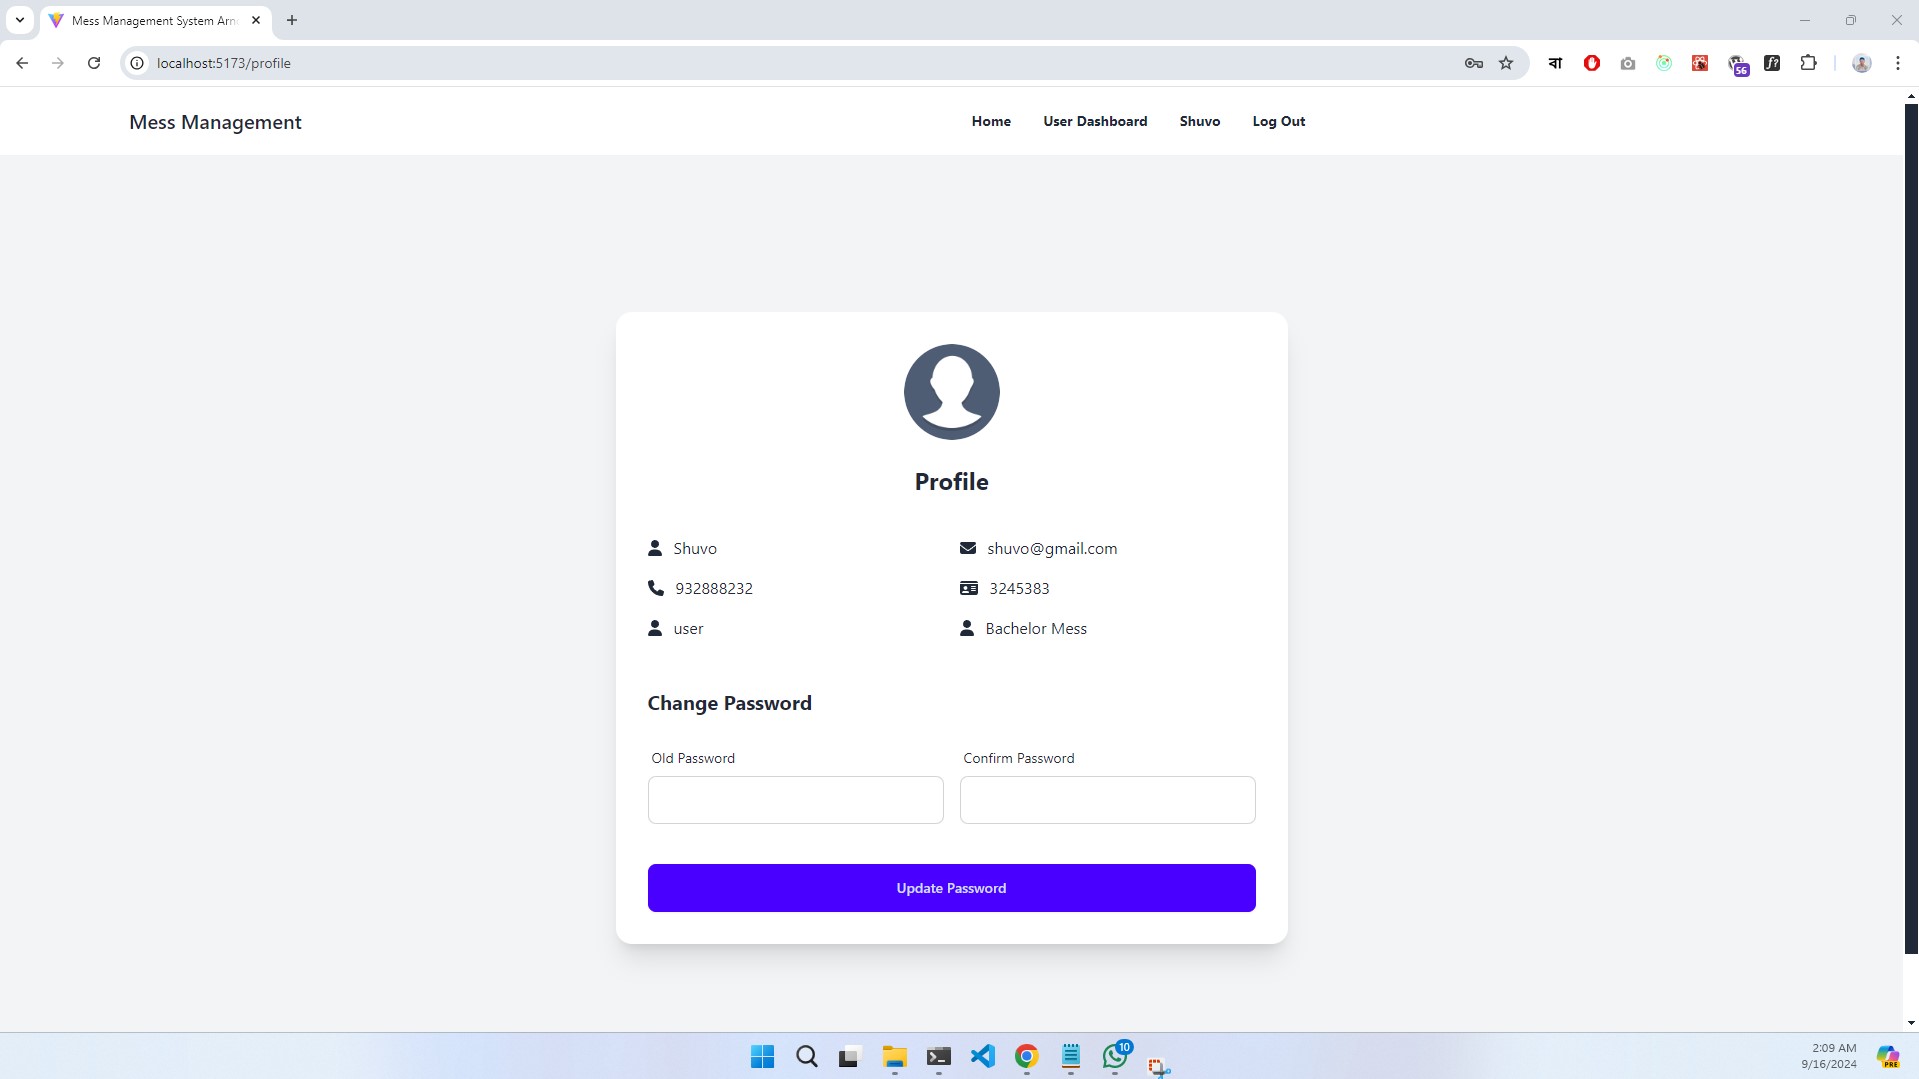 Mess Management System Arn
localhost:5173/profile
বা
56
f?
Mess Management
Home
User Dashboard
Shuvo
Log Out
Profile
Shuvo
shuvo@gmail.com
932888232
3245383
user
Bachelor Mess
Change Password
Old Password
Confirm Password
Update Password
10
2:09 AM
9/16/2024
PRE